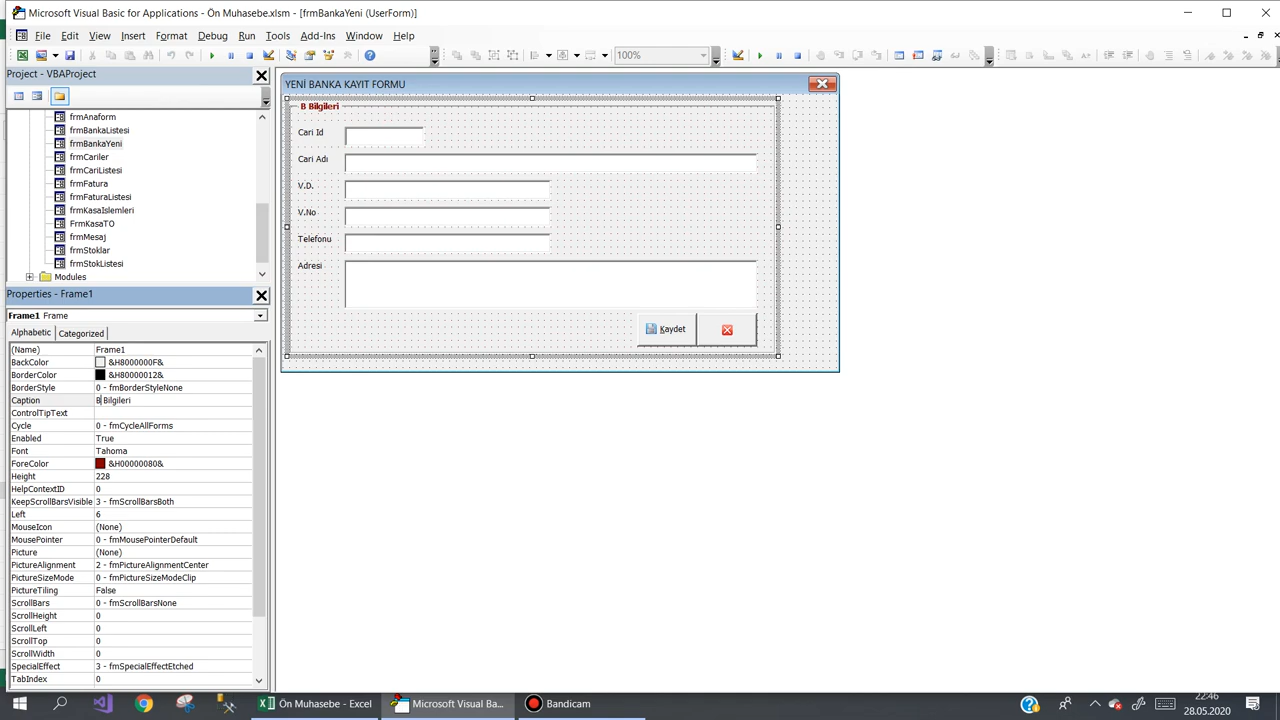 Microsoft Visual Basic for Applications - Ön Muhasebe.xlsm - [frmBankaYeni (UserForm)]
File Edit View Insert Format Debug Run Tools Add-Ins Window Help
100%
Project - VBAProject
frmAnaform
frmBankaListesi
frmBankaYeni
frmCariler
frmCariListesi
frmFatura
frmFaturaListesi
frmKasaIslemleri
FrmKasaTO
frmMesaj
frmStoklar
frmStokListesi
Modules
Properties - Frame1
Frame1 Frame
Alphabetic Categorized
(Name) Frame1
BackColor &H8000000F&
BorderColor &H80000012&
BorderStyle 0 - fmBorderStyleNone
Caption B Bilgileri
ControlTipText
Cycle 0 - fmCycleAllForms
Enabled True
Font Tahoma
ForeColor &H00000080&
Height 228
HelpContextID 0
KeepScrollBarsVisible 3 - fmScrollBarsBoth
Left 6
MouseIcon (None)
MousePointer 0 - fmMousePointerDefault
Picture (None)
PictureAlignment 2 - fmPictureAlignmentCenter
PictureSizeMode 0 - fmPictureSizeModeClip
PictureTiling False
ScrollBars 0 - fmScrollBarsNone
ScrollHeight 0
ScrollLeft 0
ScrollTop 0
ScrollWidth 0
SpecialEffect 3 - fmSpecialEffectEtched
TabIndex 0
YENİ BANKA KAYIT FORMU
B Bilgileri
Cari Id
Cari Adı
V.D.
V.No
Telefonu
Adresi
Kaydet
Ön Muhasebe - Excel
Microsoft Visual Ba...
Bandicam
22:46
28.05.2020